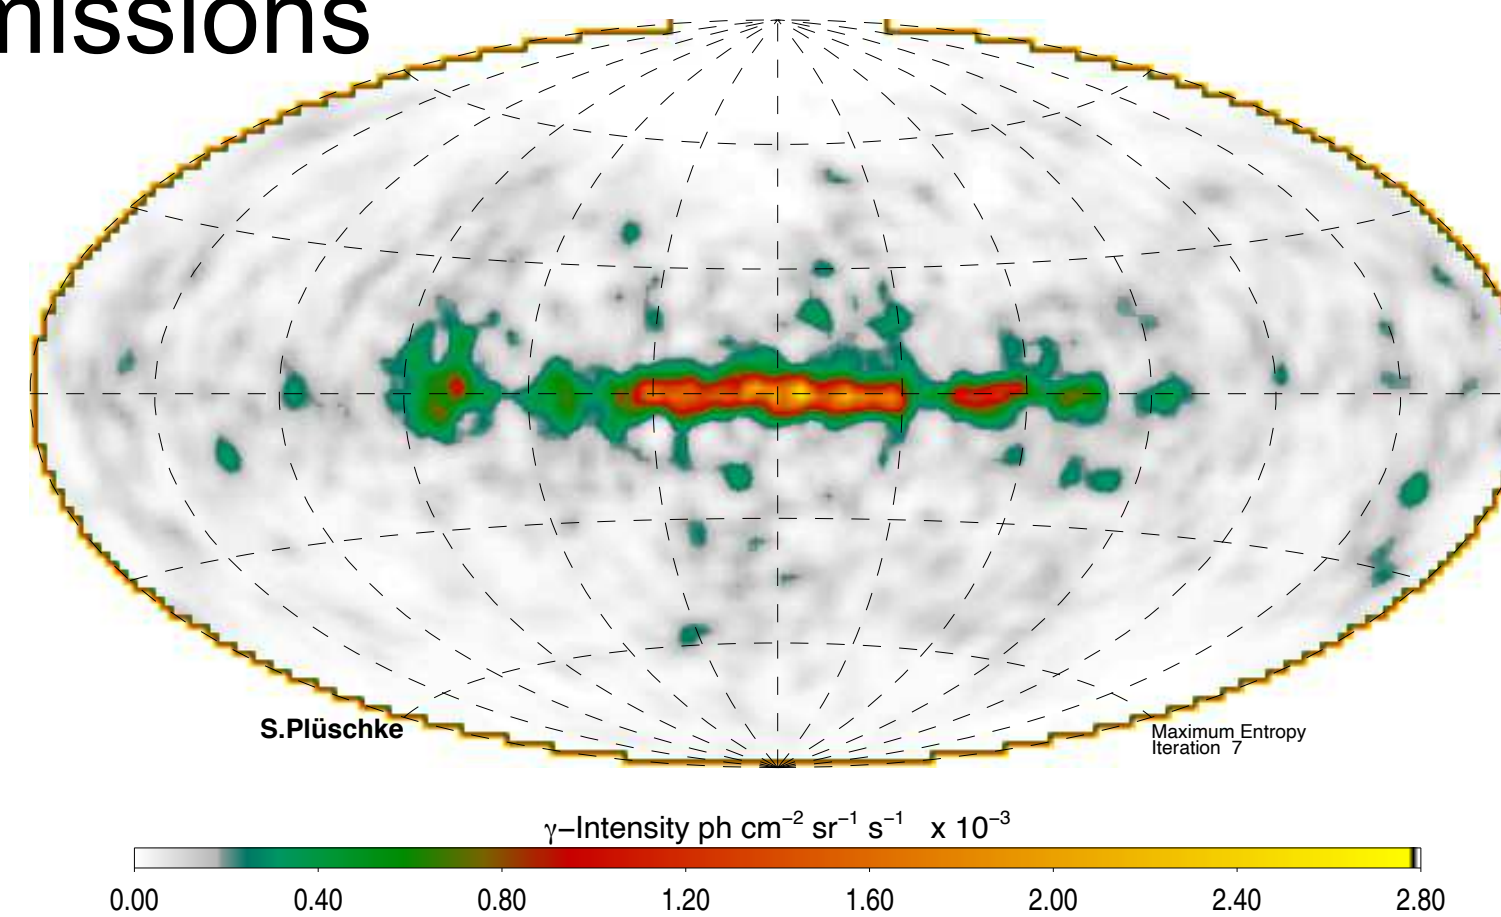 missions
S.Plüschke
Maximum Entropy
Iteration 7
γ–Intensity ph cm⁻² sr⁻¹ s⁻¹ x 10⁻³
0.00 0.40 0.80 1.20 1.60 2.00 2.40 2.80